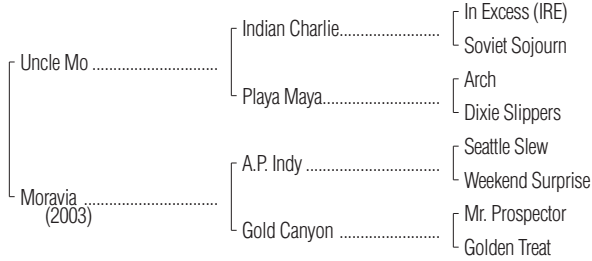 In Excess (IRE)
Indian Charlie
Soviet Sojourn
Uncle Mo
Arch
Playa Maya
Dixie Slippers
Seattle Slew
A.P. Indy
Weekend Surprise
Moravia
(2003)
Mr. Prospector
Gold Canyon
Golden Treat